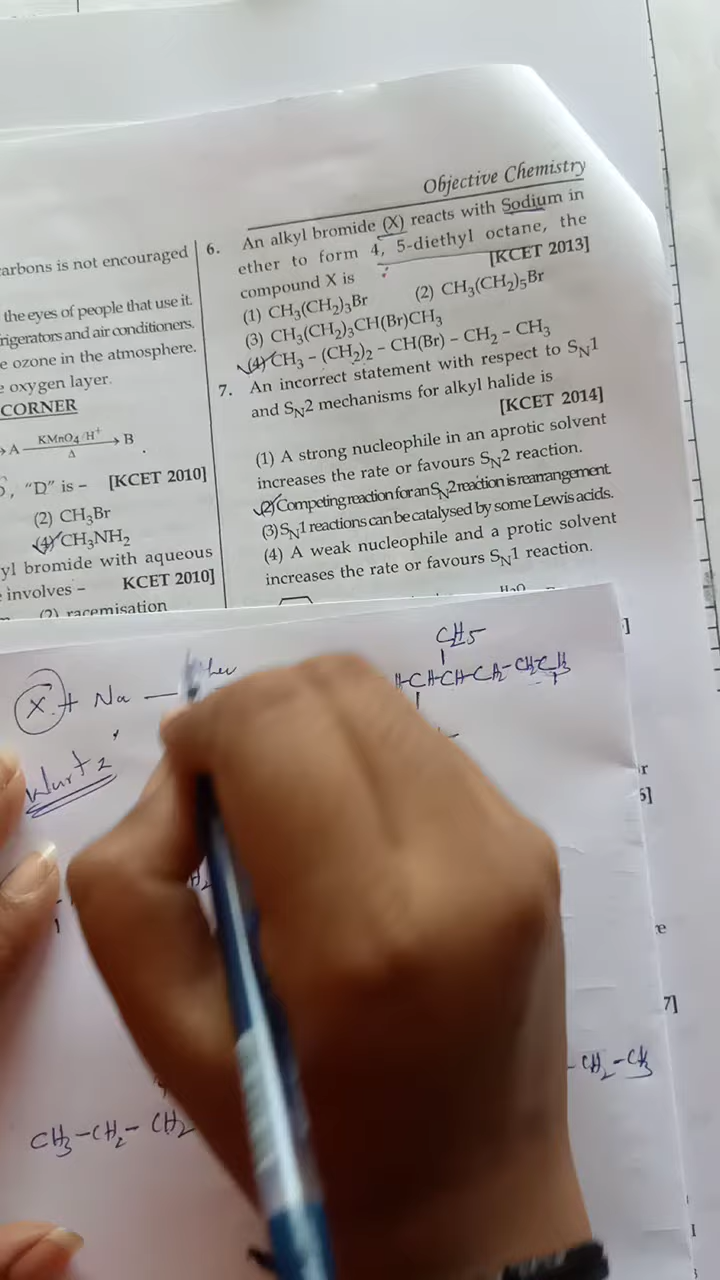 Objective Chemistry
arbons is not encouraged
the eyes of people that use it.
rigerators and air conditioners.
e ozone in the atmosphere.
e oxygen layer.
CORNER
→A KMnO4/H+ Δ → B
, "D" is – [KCET 2010]
(2) CH3Br
(4) CH3NH2
yl bromide with aqueous
involves – KCET 2010]
(2) racemisation
6. An alkyl bromide (X) reacts with Sodium in
ether to form 4, 5-diethyl octane, the
compound X is [KCET 2013]
(1) CH3(CH2)3Br (2) CH3(CH2)5Br
(3) CH3(CH2)3CH(Br)CH3
(4) CH3 – (CH2)2 – CH(Br) – CH2 – CH3
7. An incorrect statement with respect to SN1
and SN2 mechanisms for alkyl halide is
[KCET 2014]
(1) A strong nucleophile in an aprotic solvent
increases the rate or favours SN2 reaction.
(2) Competing reaction for an SN2 reaction is rearrangement.
(3) SN1 reactions can be catalysed by some Lewis acids.
(4) A weak nucleophile and a protic solvent
increases the rate or favours SN1 reaction.
H2O
]
C2H5
X + Na —
-CH-CH-CH2-CH2CH3
Wurtz
r
5]
H2
e
7]
- CH2 - CH3
CH3-CH2- CH2